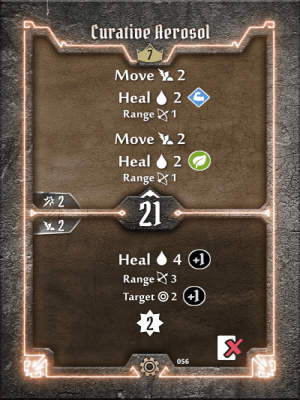 Curative Aerosol
7
Move 2
Heal 2
Range 1
Move 2
Heal 2
Range 1
2
21
2
Heal 4 +1
Range 3
Target 2 +1
2
056